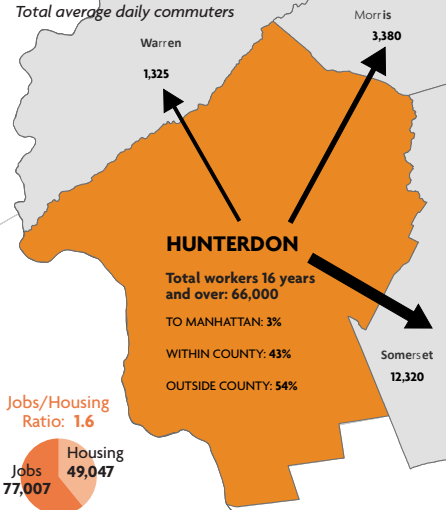 Total average daily commuters
Morris
3,380
Warren
1,325
HUNTERDON
Total workers 16 years
and over: 66,000
TO MANHATTAN: 3%
WITHIN COUNTY: 43%
OUTSIDE COUNTY: 54%
Somerset
12,320
Jobs/Housing
Ratio: 1.6
Housing
49,047
Jobs
77,007